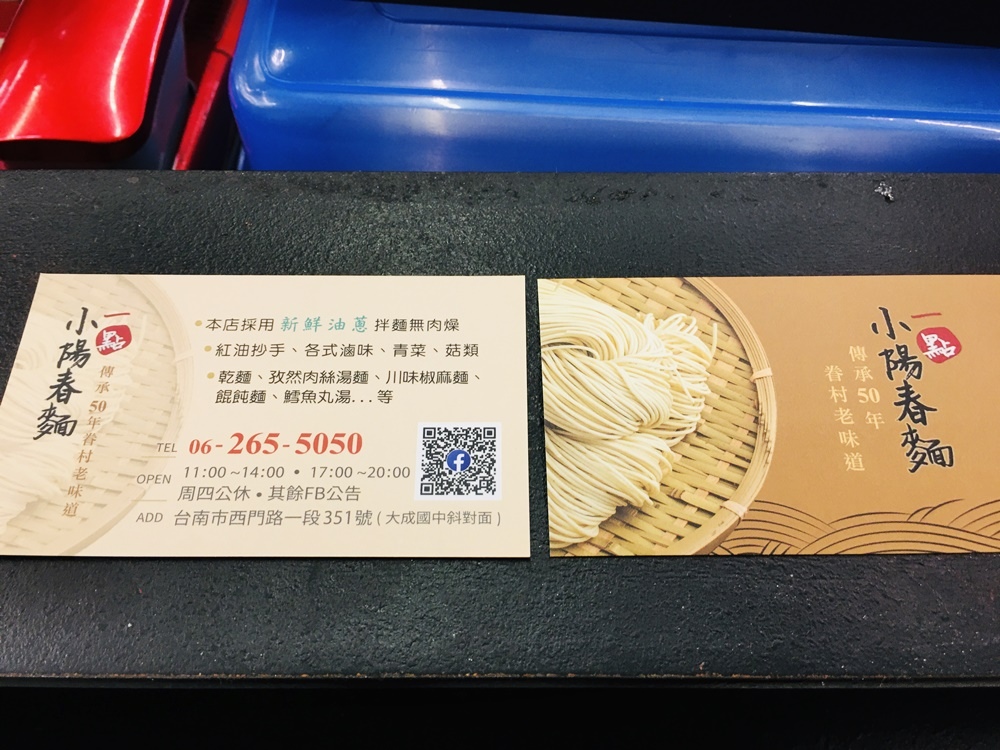 一點
小陽春麵
傳承50年眷村老味道
•本店採用 新鮮油蔥 拌麵無肉燥
•紅油抄手、各式滷味、青菜、菇類
•乾麵、孜然肉絲湯麵、川味椒麻麵、
餛飩麵、鱈魚丸湯...等
TEL 06-265-5050
OPEN 11:00~14:00 • 17:00~20:00
周四公休•其餘FB公告
ADD 台南市西門路一段351號(大成國中斜對面)
一點
小陽春麵
傳承50年
眷村老味道